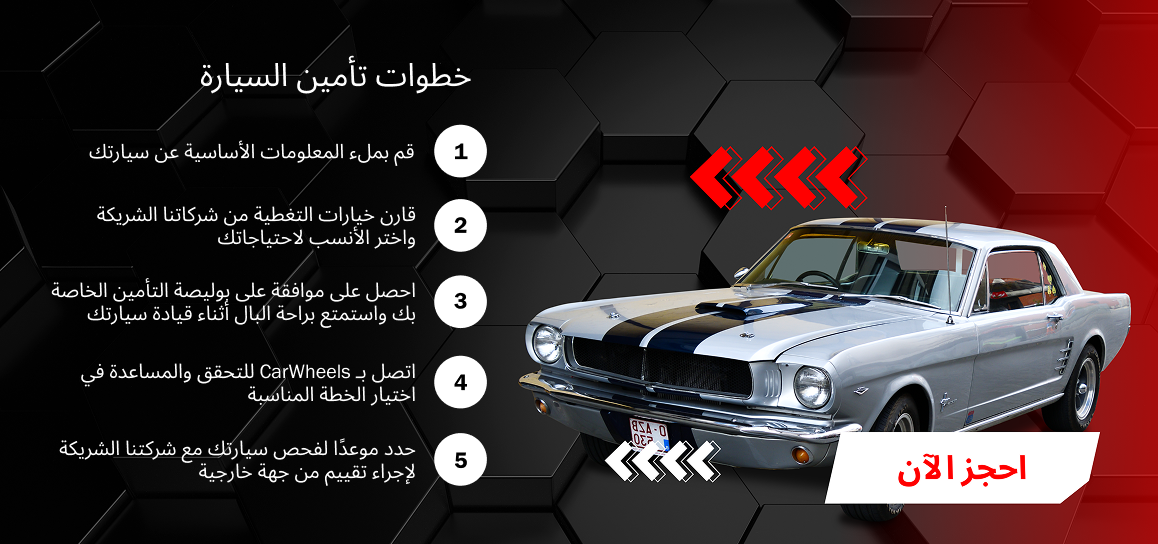 خطوات تأمين السيارة
1
قم بملء المعلومات الأساسية عن سيارتك
2
قارن خيارات التغطية من شركاتنا الشريكة
واختر الأنسب لاحتياجاتك
3
احصل على موافقة على بوليصة التأمين الخاصة
بك واستمتع براحة البال أثناء قيادة سيارتك
4
اتصل بـ CarWheels للتحقق والمساعدة في
اختيار الخطة المناسبة
5
حدد موعدًا لفحص سيارتك مع شركتنا الشريكة
لإجراء تقييم من جهة خارجية
احجز الآن